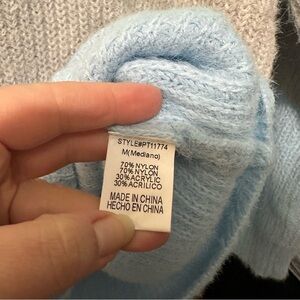 STYLE#PT11774
M(Mediano)
70% NYLON
70% NYLON
30% ACRYLIC
30% ACRILICO
MADE IN CHINA
HECHO EN CHINA